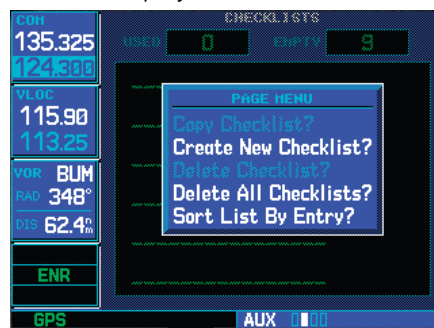 COM
135.325
124.300
VLOC
115.90
113.25
VOR BUM
RAD 348°
DIS 62.4nm
ENR
GPS
CHECKLISTS
USED 0 EMPTY 9
PAGE MENU
Copy Checklist?
Create New Checklist?
Delete Checklist?
Delete All Checklists?
Sort List By Entry?
AUX